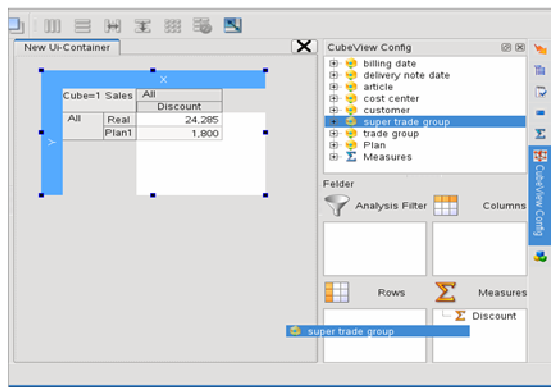 New Ui-Container
X
Cube=1 Sales All
Discount
All Real 24,285
Plan1 1,800
Y
CubeView Config
billing date
delivery note date
article
cost center
customer
super trade group
trade group
Plan
Measures
Felder
Analysis Filter
Columns
Rows
Measures
Discount
super trade group
CubeView Config